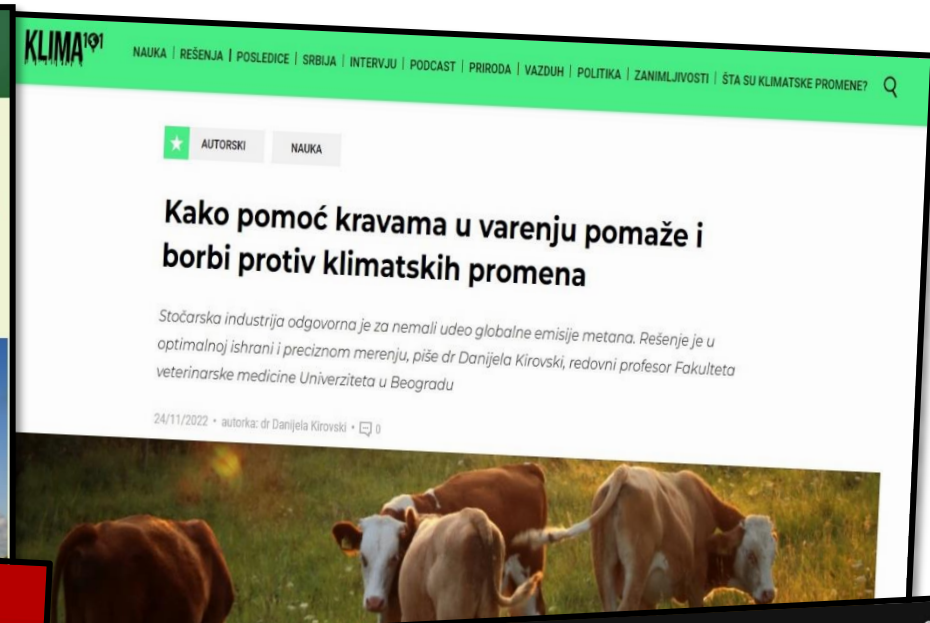 KLIMA101
NAUKA | REŠENJA | POSLEDICE | SRBIJA | INTERVJU | PODCAST | PRIRODA | VAZDUH | POLITIKA | ZANIMLJIVOSTI | ŠTA SU KLIMATSKE PROMENE?
AUTORSKI NAUKA
Kako pomoć kravama u varenju pomaže i
borbi protiv klimatskih promena
Stočarska industrija odgovorna je za nemali udeo globalne emisije metana. Rešenje je u
optimalnoj ishrani i preciznom merenju, piše dr Danijela Kirovski, redovni profesor Fakulteta
veterinarske medicine Univerziteta u Beogradu
24/11/2022 • autorka: dr Danijela Kirovski • 0